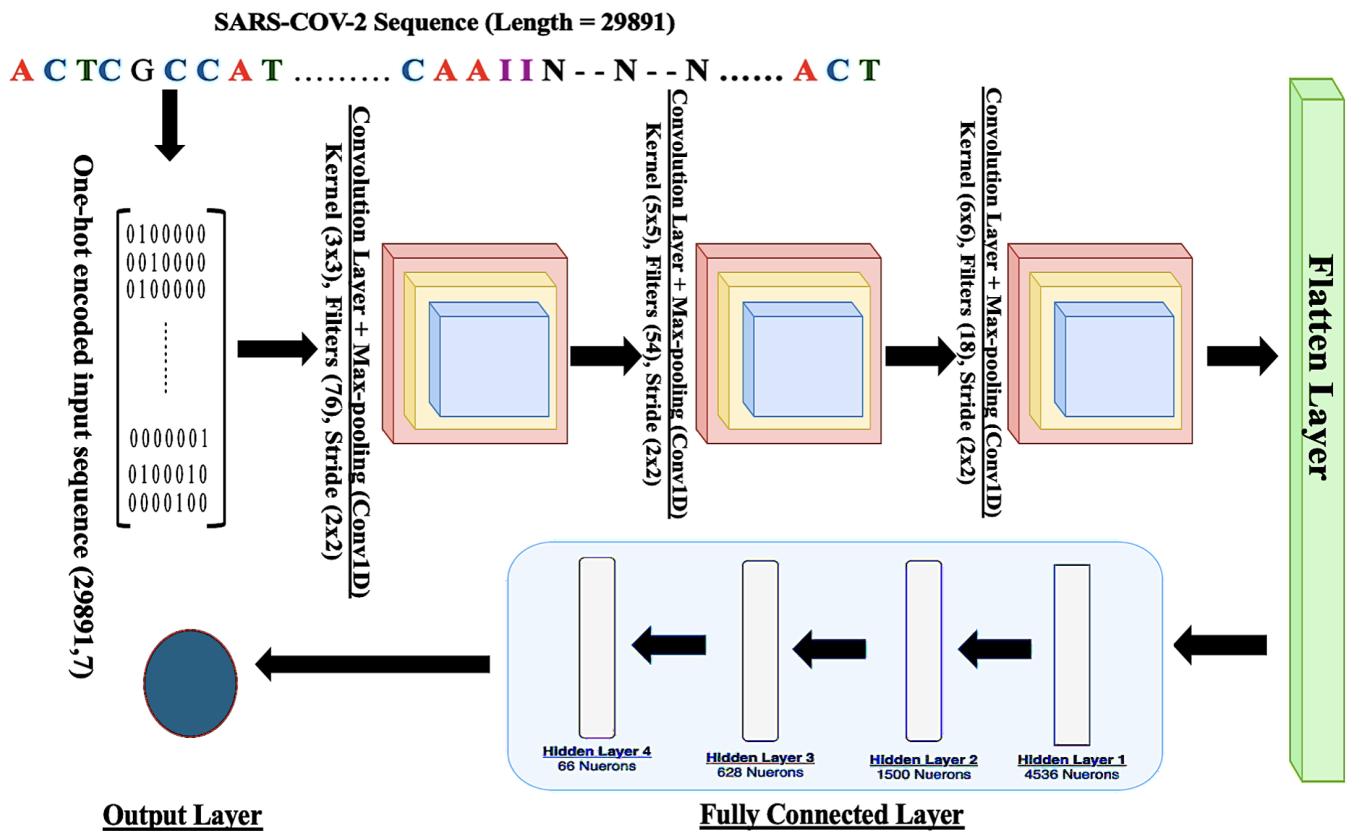 SARS-COV-2 Sequence (Length = 29891)
A C T C G C C A T ......... C A A I I N - - N - - N ...... A C T
One-hot encoded input sequence (29891,7)
0100000
0010000
0100000
0000001
0100010
0000100
Convolution Layer + Max-pooling (Conv1D)
Kernel (3x3), Filters (76), Stride (2x2)
Convolution Layer + Max-pooling (Conv1D)
Kernel (5x5), Filters (54), Stride (2x2)
Convolution Layer + Max-pooling (Conv1D)
Kernel (6x6), Filters (18), Stride (2x2)
Flatten Layer
Hidden Layer 4
66 Nuerons
Hidden Layer 3
628 Nuerons
Hidden Layer 2
1500 Nuerons
Hidden Layer 1
4536 Nuerons
Output Layer
Fully Connected Layer